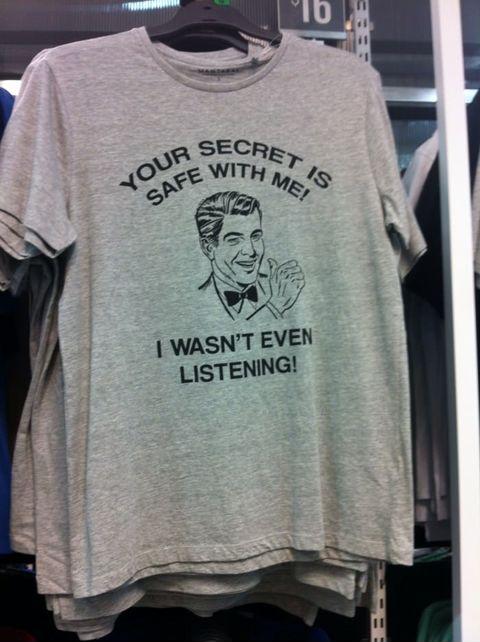 $16
YOUR SECRET IS
SAFE WITH ME!
I WASN'T EVEN
LISTENING!